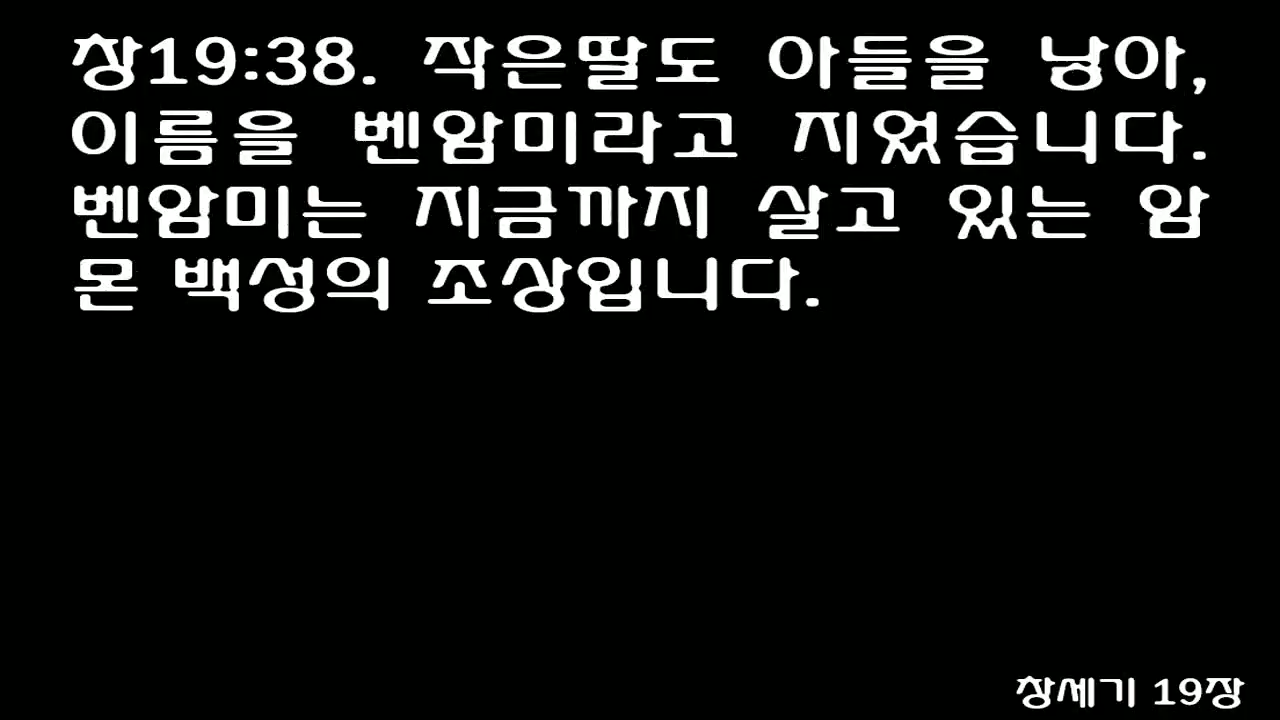 창19:38. 작은딸도 아들을 낳아,
이름을 벤암미라고 지었습니다.
벤암미는 지금까지 살고 있는 암
몬 백성의 조상입니다.
창세기 19장